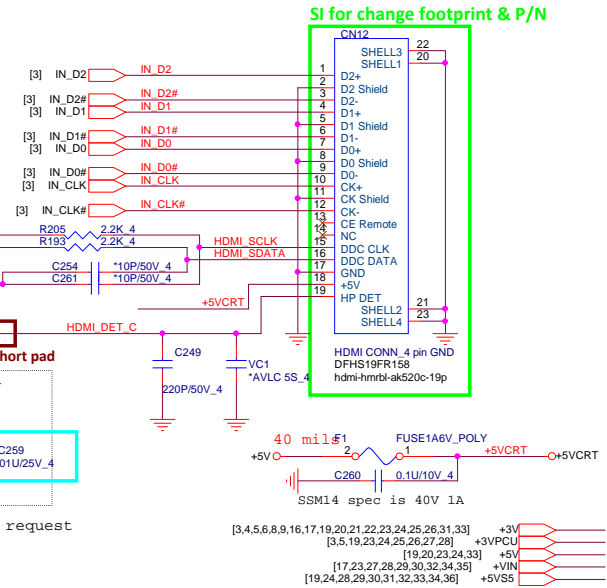 SI for change footprint & P/N
CN12
SHELL3 22
SHELL1 20
[3] IN_D2 IN_D2 1 D2+
2 D2 Shield
[3] IN_D2# IN_D2# 3 D2-
[3] IN_D1 IN_D1 4 D1+
5 D1 Shield
[3] IN_D1# IN_D1# 6 D1-
[3] IN_D0 IN_D0 7 D0+
8 D0 Shield
[3] IN_D0# IN_D0# 9 D0-
[3] IN_CLK IN_CLK 10 CK+
11 CK Shield
[3] IN_CLK# IN_CLK# 12 CK-
13 CE Remote
14 NC
R205 2.2K_4
R193 2.2K_4
HDMI_SCLK 15 DDC CLK
HDMI_SDATA 16 DDC DATA
C254 *10P/50V_4
C261 *10P/50V_4
17 GND
18 +5V
+5VCRT
19 HP DET
SHELL2 21
SHELL4 23
HDMI_DET_C
hort pad
C249
220P/50V_4
VC1
*AVLC 5S_4
HDMI CONN_4 pin GND
DFHS19FR158
hdmi-hmrbl-ak520c-19p
C259
01U/25V_4
request
40 mils
F1 FUSE1A6V_POLY
+5V 2 1 +5VCRT +5VCRT
C260 0.1U/10V_4
SSM14 spec is 40V 1A
[3,4,5,6,8,9,16,17,19,20,21,22,23,24,25,26,31,33] +3V
[3,5,19,23,24,25,26,27,28] +3VPCU
[19,20,23,24,33] +5V
[17,23,27,28,29,30,32,34,35] +VIN
[19,24,28,29,30,31,32,33,34,36] +5VS5